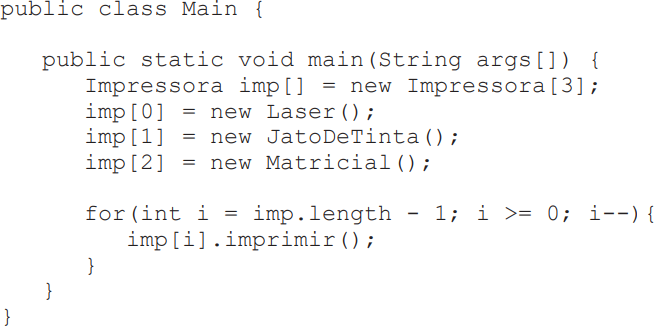 public class Main {
public static void main(String args[]) {
Impressora imp[] = new Impressora[3];
imp[0] = new Laser();
imp[1] = new JatoDeTinta();
imp[2] = new Matricial();
for(int i = imp.length - 1; i >= 0; i--){
imp[i].imprimir();
}
}
}